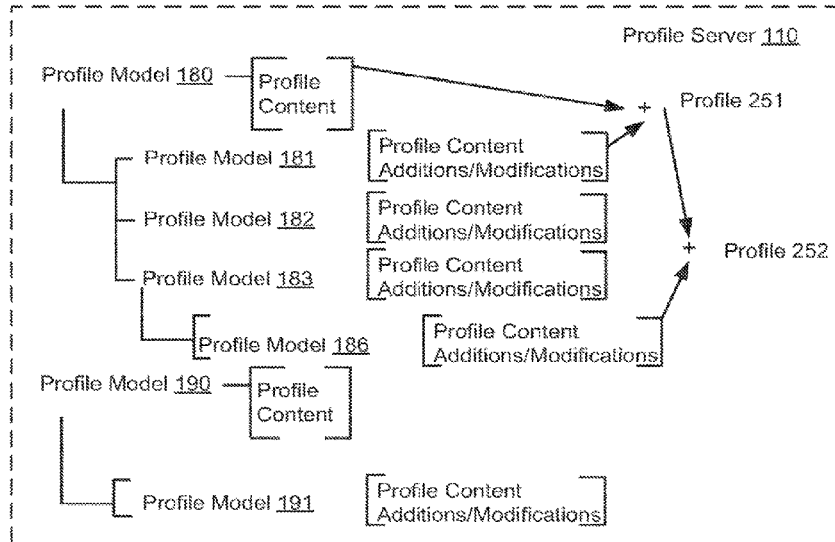 Profile Server 110
Profile Model 180
Profile
Content
+
Profile 251
Profile Model 181
Profile Content
Additions/Modifications
Profile Model 182
Profile Content
Additions/Modifications
+
Profile 252
Profile Model 183
Profile Content
Additions/Modifications
Profile Model 186
Profile Content
Additions/Modifications
Profile Model 190
Profile
Content
Profile Model 191
Profile Content
Additions/Modifications